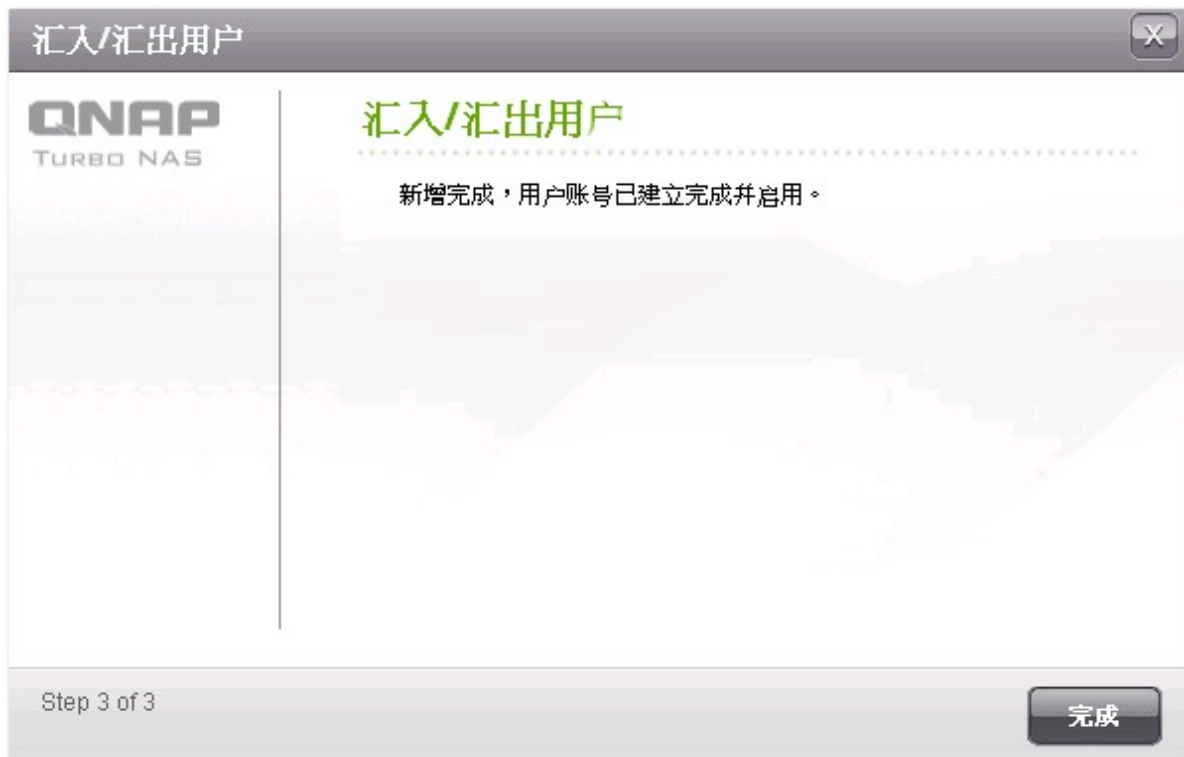 汇入/汇出用户
X
QNAP
TURBO NAS
汇入/汇出用户
新增完成，用户账号已建立完成并启用。
Step 3 of 3
完成